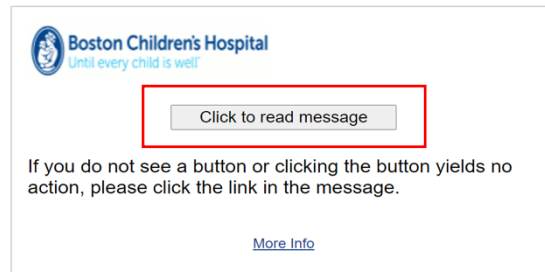 Boston Children's Hospital
Until every child is well™
Click to read message
If you do not see a button or clicking the button yields no
action, please click the link in the message.
More Info